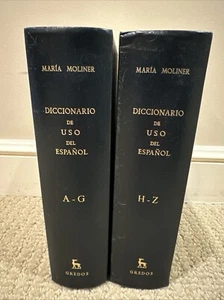 MARÍA MOLINER
DICCIONARIO
DE
USO
DEL
ESPAÑOL
A-G
GREDOS
MARÍA MOLINER
DICCIONARIO
DE
USO
DEL
ESPAÑOL
H-Z
GREDOS